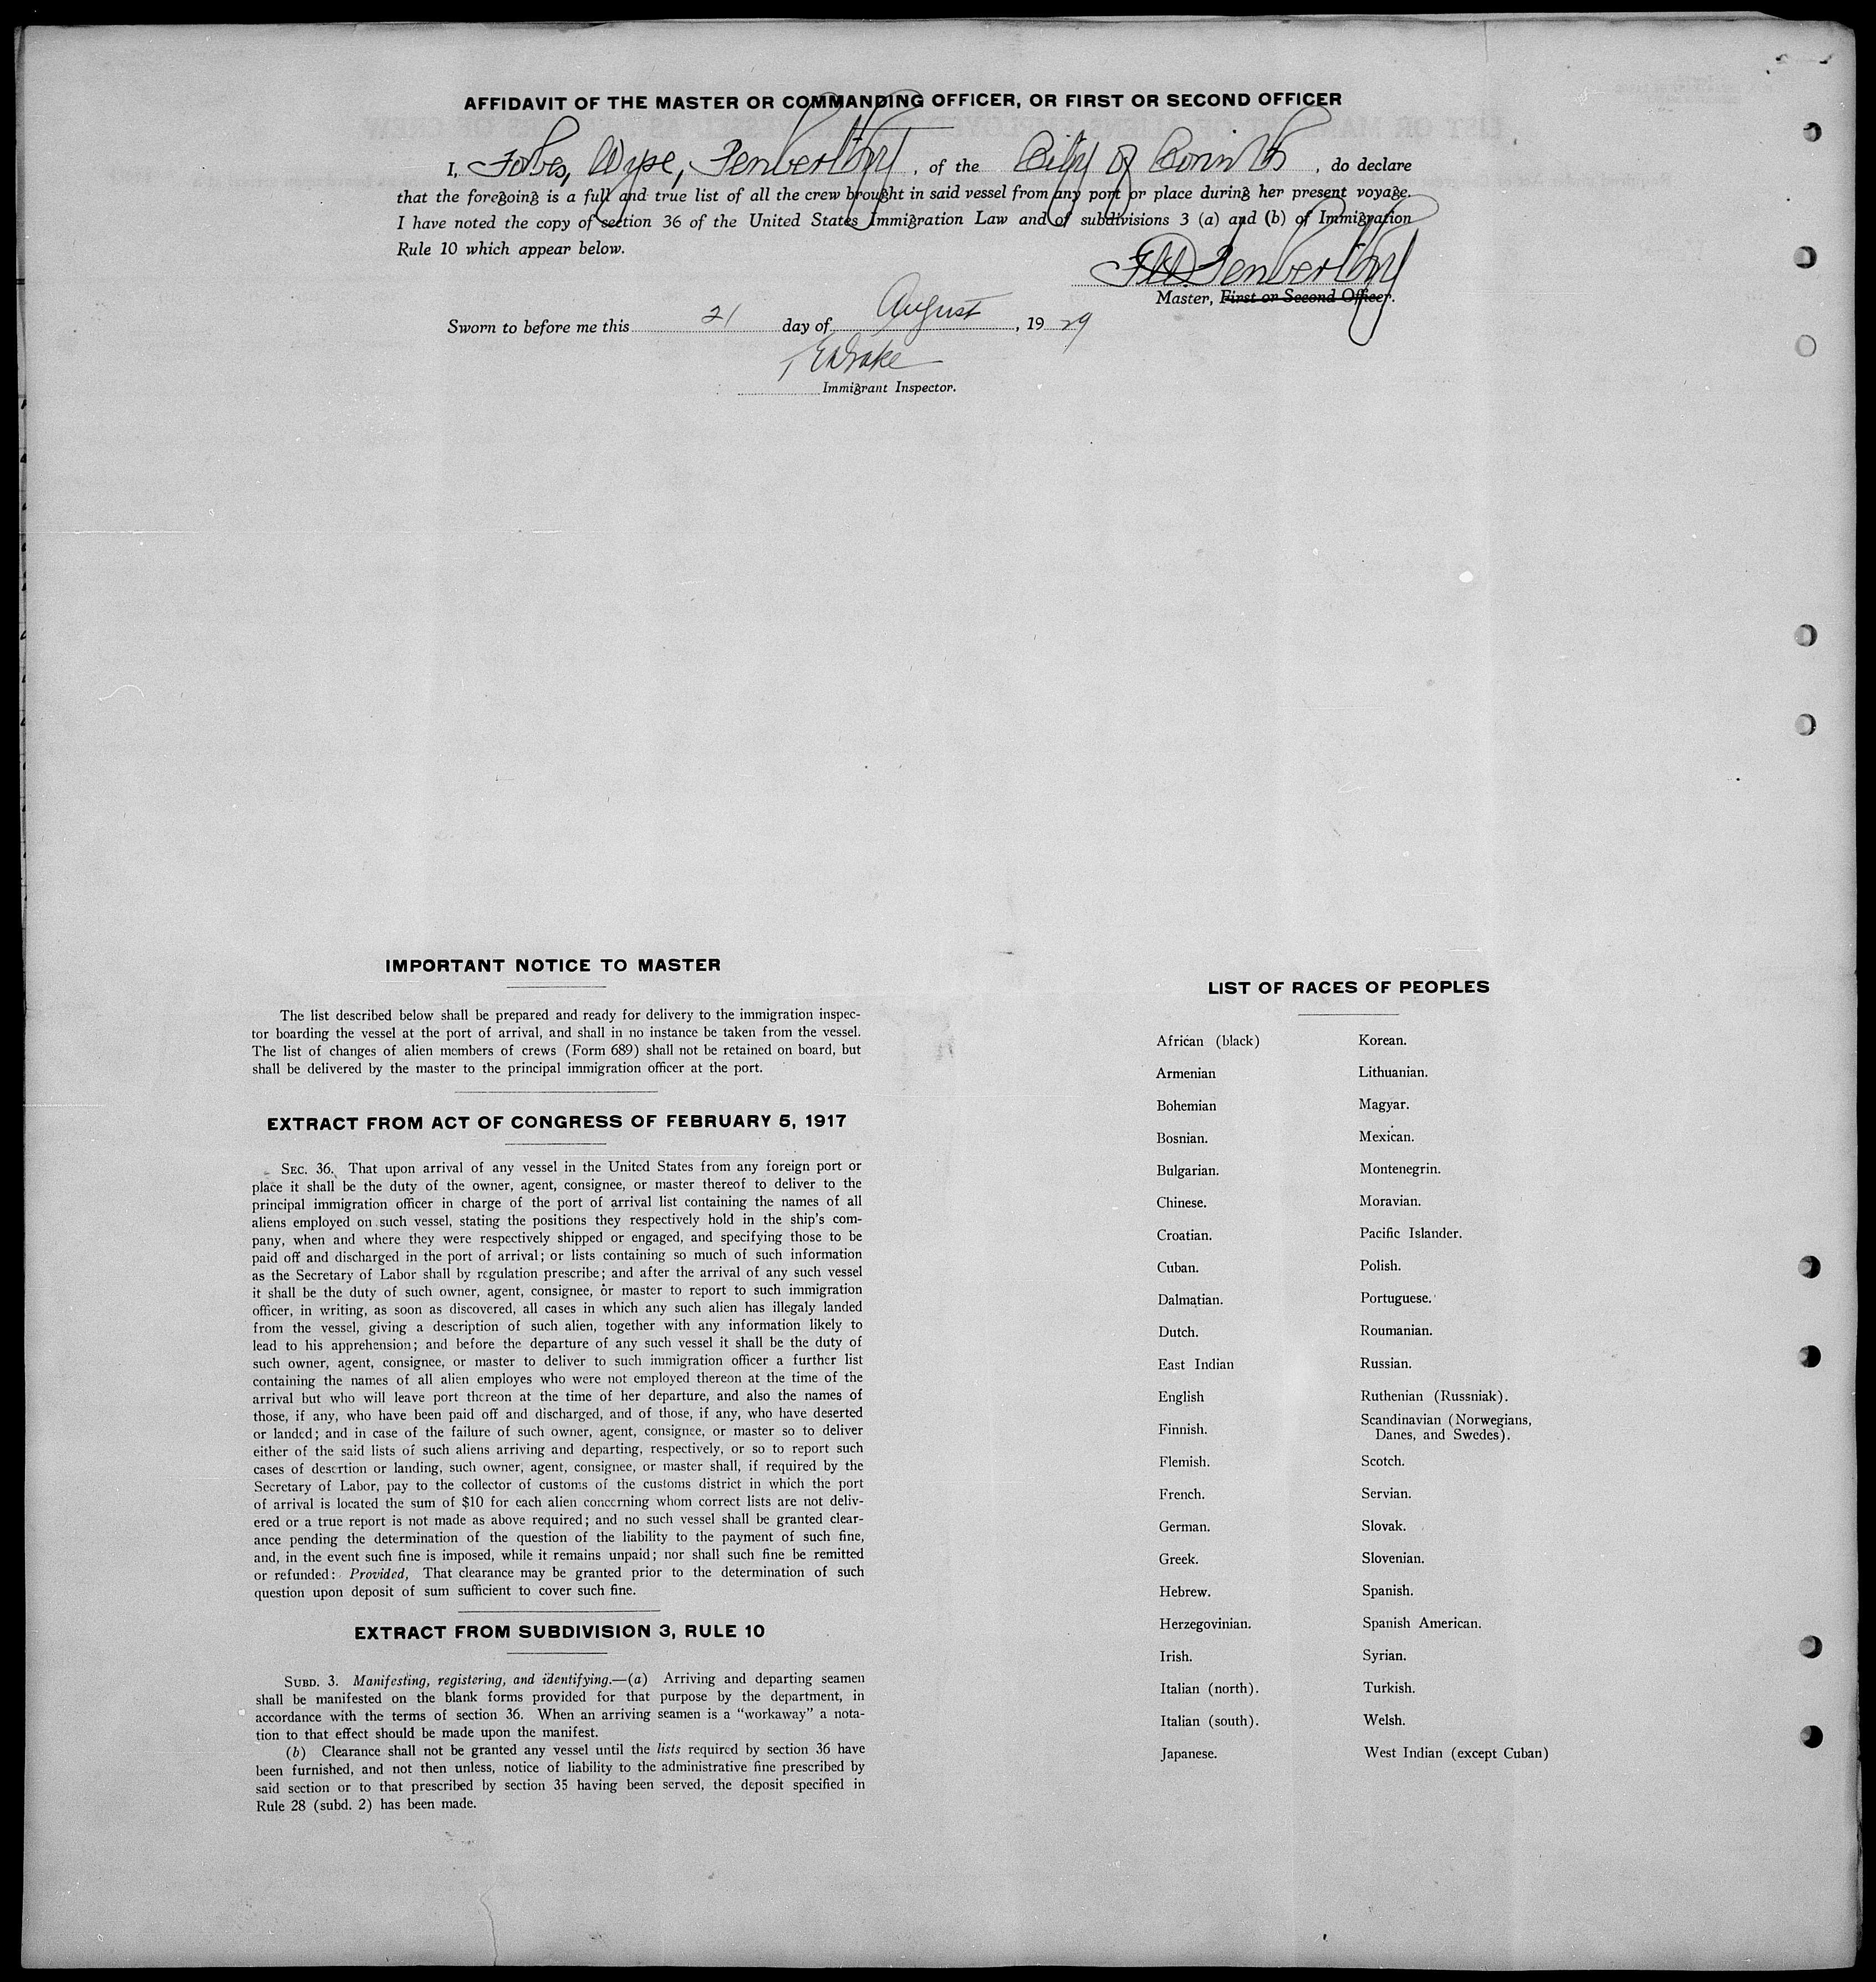 AFFIDAVIT OF THE MASTER OR COMMANDING OFFICER, OR FIRST OR SECOND OFFICER
I, Forbes, Wype, Penberthy, of the City of Corinth, do declare
that the foregoing is a full and true list of all the crew brought in said vessel from any port or place during her present voyage.
I have noted the copy of section 36 of the United States Immigration Law and of subdivisions 3 (a) and (b) of Immigration
Rule 10 which appear below.
FW Penberthy
Master, First or Second Officer.
Sworn to before me this 21 day of August, 1929
Immigrant Inspector.
IMPORTANT NOTICE TO MASTER
The list described below shall be prepared and ready for delivery to the immigration inspec-
tor boarding the vessel at the port of arrival, and shall in no instance be taken from the vessel.
The list of changes of alien members of crews (Form 689) shall not be retained on board, but
shall be delivered by the master to the principal immigration officer at the port.
EXTRACT FROM ACT OF CONGRESS OF FEBRUARY 5, 1917
SEC. 36. That upon arrival of any vessel in the United States from any foreign port or
place it shall be the duty of the owner, agent, consignee, or master thereof to deliver to the
principal immigration officer in charge of the port of arrival list containing the names of all
aliens employed on such vessel, stating the positions they respectively hold in the ship's com-
pany, when and where they were respectively shipped or engaged, and specifying those to be
paid off and discharged in the port of arrival; or lists containing so much of such information
as the Secretary of Labor shall by regulation prescribe; and after the arrival of any such vessel
it shall be the duty of such owner, agent, consignee, or master to report to such immigration
officer, in writing, as soon as discovered, all cases in which any such alien has illegaly landed
from the vessel, giving a description of such alien, together with any information likely to
lead to his apprehension; and before the departure of any such vessel it shall be the duty of
such owner, agent, consignee, or master to deliver to such immigration officer a further list
containing the names of all alien employes who were not employed thereon at the time of the
arrival but who will leave port thereon at the time of her departure, and also the names of
those, if any, who have been paid off and discharged, and of those, if any, who have deserted
or landed; and in case of the failure of such owner, agent, consignee, or master so to deliver
either of the said lists of such aliens arriving and departing, respectively, or so to report such
cases of desertion or landing, such owner, agent, consignee, or master shall, if required by the
Secretary of Labor, pay to the collector of customs of the customs district in which the port
of arrival is located the sum of $10 for each alien concerning whom correct lists are not deliv-
ered or a true report is not made as above required; and no such vessel shall be granted clear-
ance pending the determination of the question of the liability to the payment of such fine,
and, in the event such fine is imposed, while it remains unpaid; nor shall such fine be remitted
or refunded: Provided, That clearance may be granted prior to the determination of such
question upon deposit of sum sufficient to cover such fine.
EXTRACT FROM SUBDIVISION 3, RULE 10
SUBD. 3. Manifesting, registering, and identifying.—(a) Arriving and departing seamen
shall be manifested on the blank forms provided for that purpose by the department, in
accordance with the terms of section 36. When an arriving seamen is a "workaway" a nota-
tion to that effect should be made upon the manifest.
(b) Clearance shall not be granted any vessel until the lists required by section 36 have
been furnished, and not then unless, notice of liability to the administrative fine prescribed by
said section or to that prescribed by section 35 having been served, the deposit specified in
Rule 28 (subd. 2) has been made.
LIST OF RACES OF PEOPLES
African (black)
Armenian
Bohemian
Bosnian.
Bulgarian.
Chinese.
Croatian.
Cuban.
Dalmatian.
Dutch.
East Indian
English
Finnish.
Flemish.
French.
German.
Greek.
Hebrew.
Herzegovinian.
Irish.
Italian (north).
Italian (south).
Japanese.
Korean.
Lithuanian.
Magyar.
Mexican.
Montenegrin.
Moravian.
Pacific Islander.
Polish.
Portuguese.
Roumanian.
Russian.
Ruthenian (Russniak).
Scandinavian (Norwegians,
Danes, and Swedes).
Scotch.
Servian.
Slovak.
Slovenian.
Spanish.
Spanish American.
Syrian.
Turkish.
Welsh.
West Indian (except Cuban)